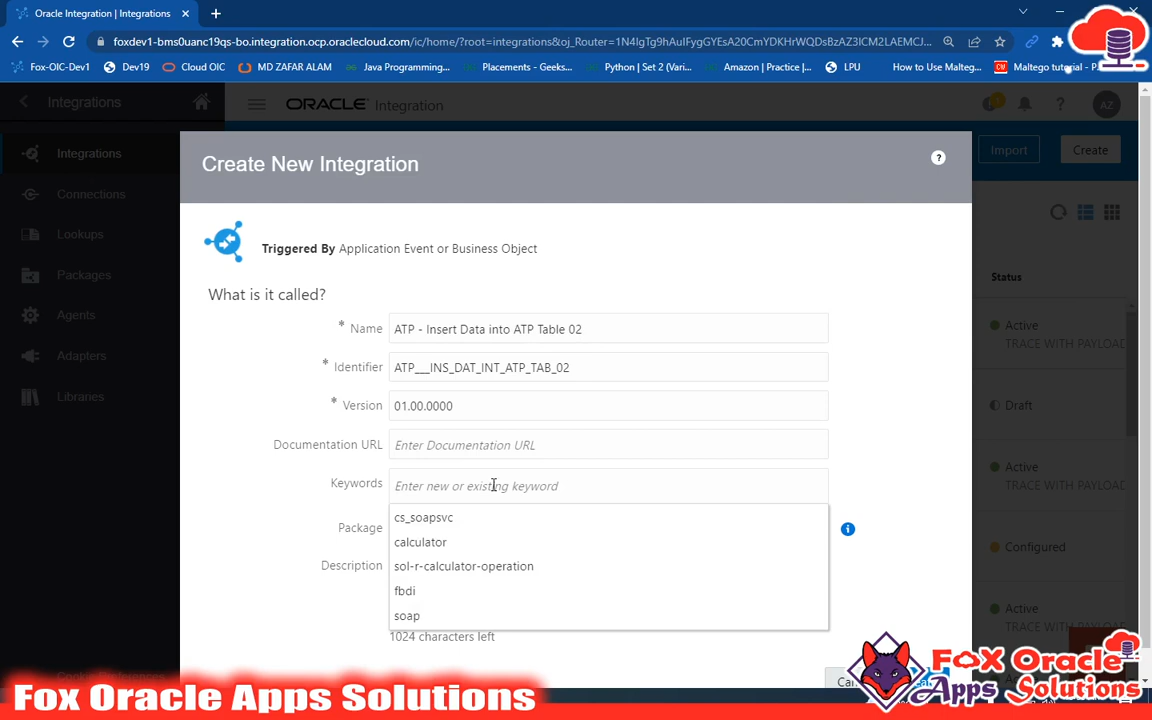 Oracle Integration | Integrations
foxdev1-bms0uanc19qs-bo.integration.ocp.oraclecloud.com/ic/home/?root=integrations&oj_Router=1N4IgTg9hAuIFygGYEsA20CmYDKHrWQDsBzAZ3ICM2LAEMCJ...
Fox-OIC-Dev1 Dev19 Cloud OIC MD ZAFAR ALAM Java Programming... Placements - Geeks... Python | Set 2 (Vari... Amazon | Practice |... LPU How to Use Malteg... Maltego tutorial - P
Integrations ORACLE Integration ? AZ
Integrations
Connections
Lookups
Packages
Agents
Adapters
Libraries
Import Create
Status
Active
TRACE WITH PAYLOAD
Draft
Active
TRACE WITH PAYLOAD
Configured
Active
TRACE WITH PAYLOAD
Create New Integration ?
Triggered By Application Event or Business Object
What is it called?
* Name ATP - Insert Data into ATP Table 02
* Identifier ATP___INS_DAT_INT_ATP_TAB_02
* Version 01.00.0000
Documentation URL Enter Documentation URL
Keywords Enter new or existing keyword
cs_soapsvc
Package
calculator
Description sol-r-calculator-operation
fbdi
soap
1024 characters left
Fox Oracle Apps Solutions
FOX Oracle
Apps Solutions